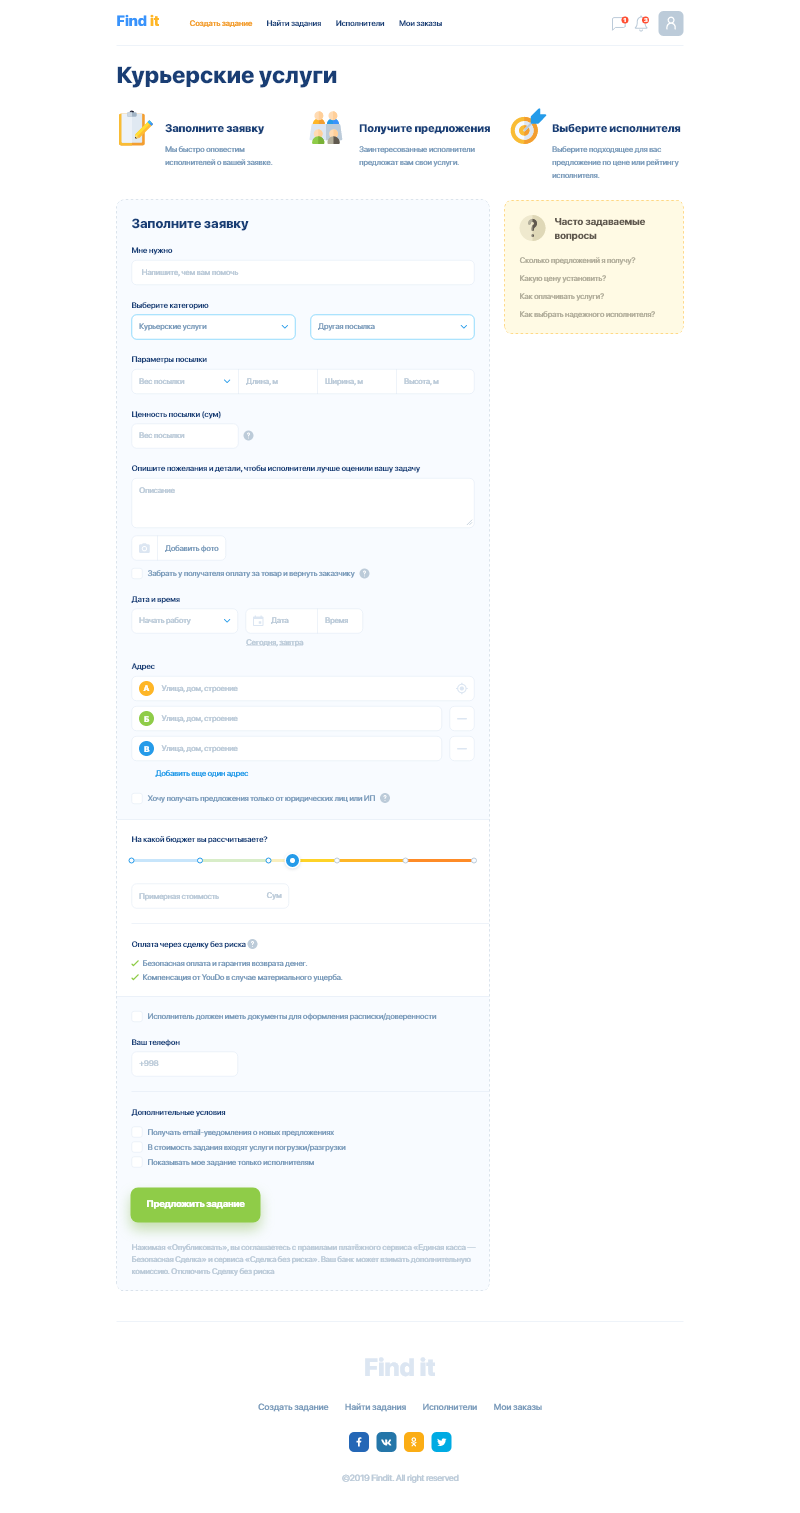 Find it
Создать задание
Найти задания
Исполнители
Мои заказы
1
3
Курьерские услуги
Заполните заявку
Мы быстро оповестим
исполнителей о вашей заявке.
Получите предложения
Заинтересованные исполнители
предложат вам свои услуги.
Выберите исполнителя
Выберите подходящее для вас
предложение по цене или рейтингу
исполнителя.
Заполните заявку
Мне нужно
Напишите, чем вам помочь
Выберите категорию
Курьерские услуги
Другая посылка
Параметры посылки
Вес посылки
Длина, м
Ширина, м
Высота, м
Ценность посылки (сум)
Вес посылки
?
Опишите пожелания и детали, чтобы исполнители лучше оценили вашу задачу
Описание
Добавить фото
Забрать у получателя оплату за товар и вернуть заказчику
?
Дата и время
Начать работу
Дата
Время
Сегодня, завтра
Адрес
А
Улица, дом, строение
Б
Улица, дом, строение
В
Улица, дом, строение
Добавить еще один адрес
Хочу получать предложения только от юридических лиц или ИП
?
На какой бюджет вы рассчитываете?
Примерная стоимость
Сум
Оплата через сделку без риска
?
Безопасная оплата и гарантия возврата денег.
Компенсация от YouDo в случае материального ущерба.
Исполнитель должен иметь документы для оформления расписки/доверенности
Ваш телефон
+998
Дополнительные условия
Получать email-уведомления о новых предложениях
В стоимость задания входят услуги погрузки/разгрузки
Показывать мое задание только исполнителям
Предложить задание
Нажимая «Опубликовать», вы соглашаетесь с правилами платёжного сервиса «Единая касса —
Безопасная Сделка» и сервиса «Сделка без риска». Ваш банк может взимать дополнительную
комиссию. Отключить Сделку без риска
?
Часто задаваемые
вопросы
Сколько предложений я получу?
Какую цену установить?
Как оплачивать услуги?
Как выбрать надежного исполнителя?
Find it
Создать задание
Найти задания
Исполнители
Мои заказы
©2019 Findit. All right reserved